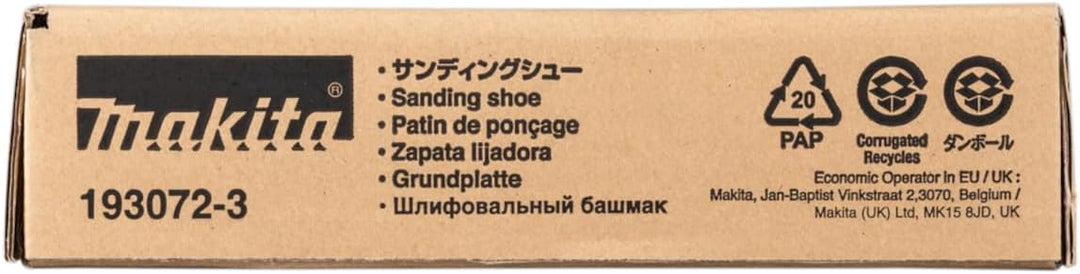 makita®
193072-3
・サンディングシュー
• Sanding shoe
• Patin de ponçage
• Zapata lijadora
• Grundplatte
• Шлифовальный башмак
20
PAP
Corrugated
Recycles
ダンボール
Economic Operator in EU / UK :
Makita, Jan-Baptist Vinkstraat 2,3070, Belgium /
Makita (UK) Ltd, MK15 8JD, UK